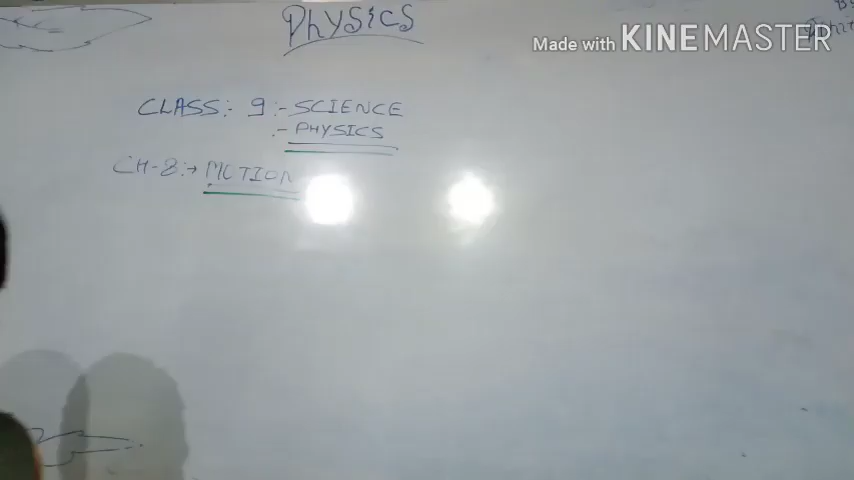 PHYSICS
Made with KINEMASTER
CLASS:- 9:- SCIENCE
:- PHYSICS
CH-8:→ MOTION